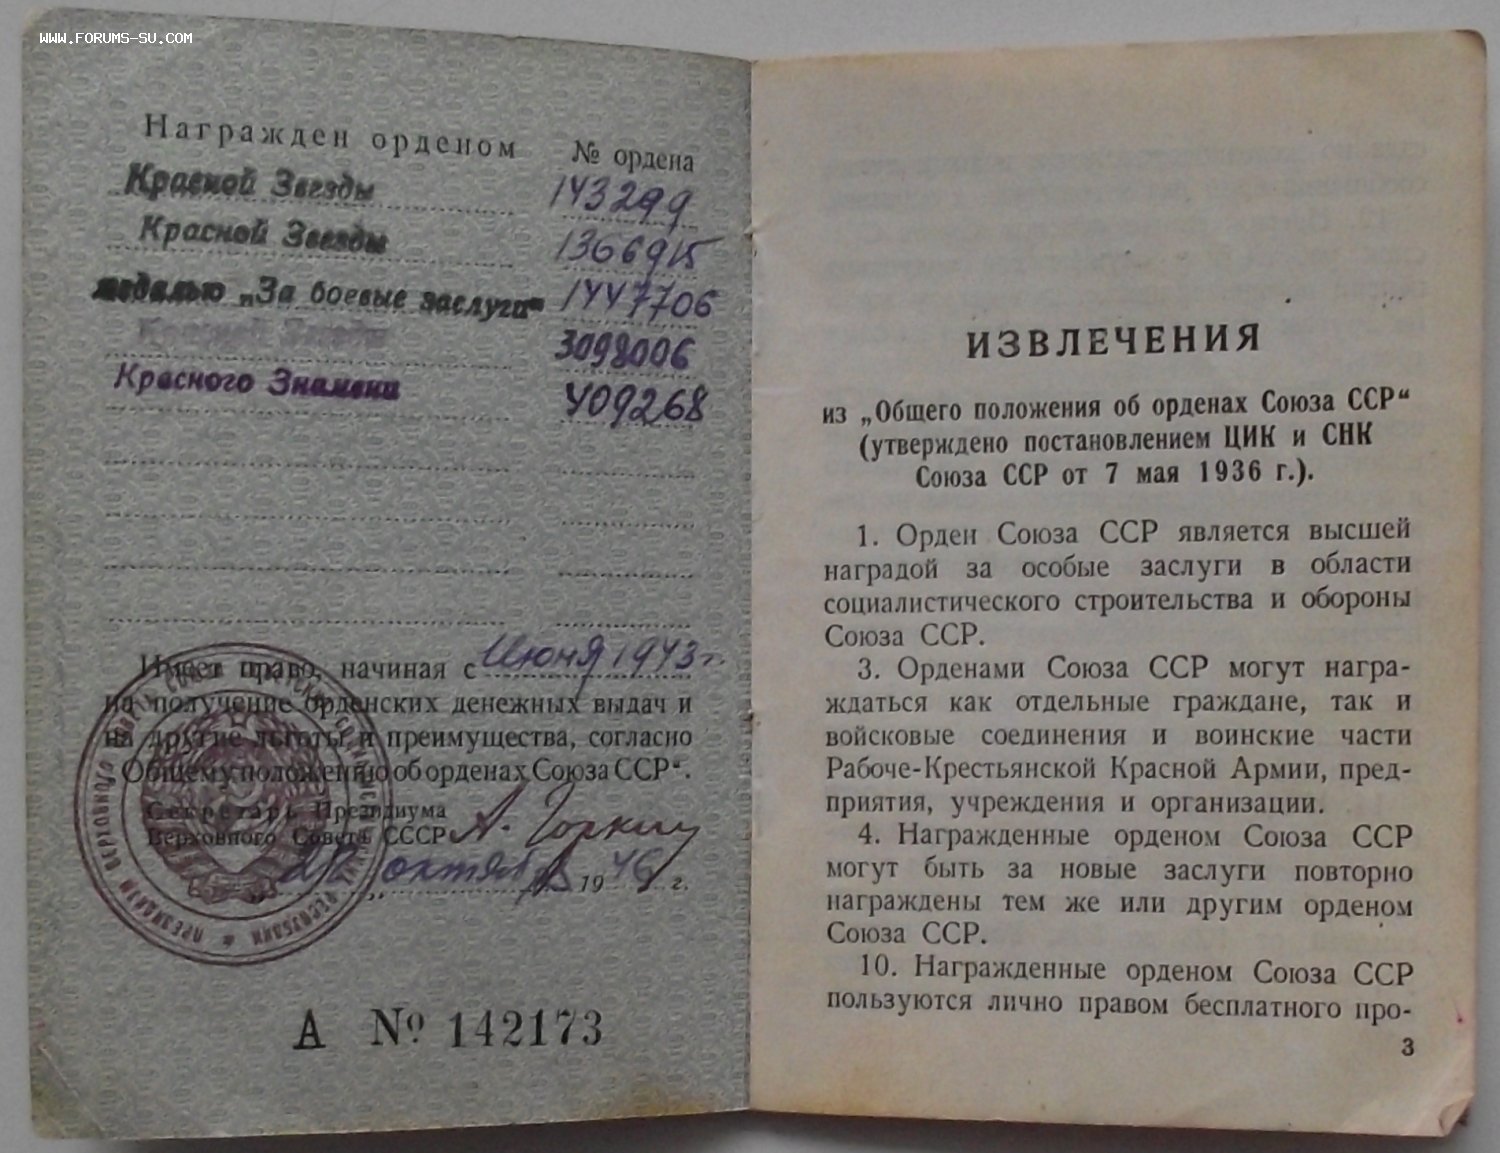 WWW.FORUMS-SU.COM
Награжден орденом № ордена
Красной Звезды 143299
Красной Звезды 1366915
медалью „За боевые заслуги“ 1447706
Красной Звезды 3098006
Красного Знамени 409268
Имеет право, начиная с Июня 1943 г.
на получение орденских денежных выдач и
на другие льготы и преимущества, согласно
„Общему положению об орденах Союза ССР“.
Секретарь Президиума
Верховного Совета СССР А. Горкин
октября 1946 г.
ПРЕЗИДИУМ ВЕРХОВНОГО СОВЕТА
А № 142173
ИЗВЛЕЧЕНИЯ
из „Общего положения об орденах Союза ССР“
(утверждено постановлением ЦИК и СНК
Союза ССР от 7 мая 1936 г.).
1. Орден Союза ССР является высшей
наградой за особые заслуги в области
социалистического строительства и обороны
Союза ССР.
3. Орденами Союза ССР могут награ-
ждаться как отдельные граждане, так и
войсковые соединения и воинские части
Рабоче-Крестьянской Красной Армии, пред-
приятия, учреждения и организации.
4. Награжденные орденом Союза ССР
могут быть за новые заслуги повторно
награждены тем же или другим орденом
Союза ССР.
10. Награжденные орденом Союза ССР
пользуются лично правом бесплатного про-
3